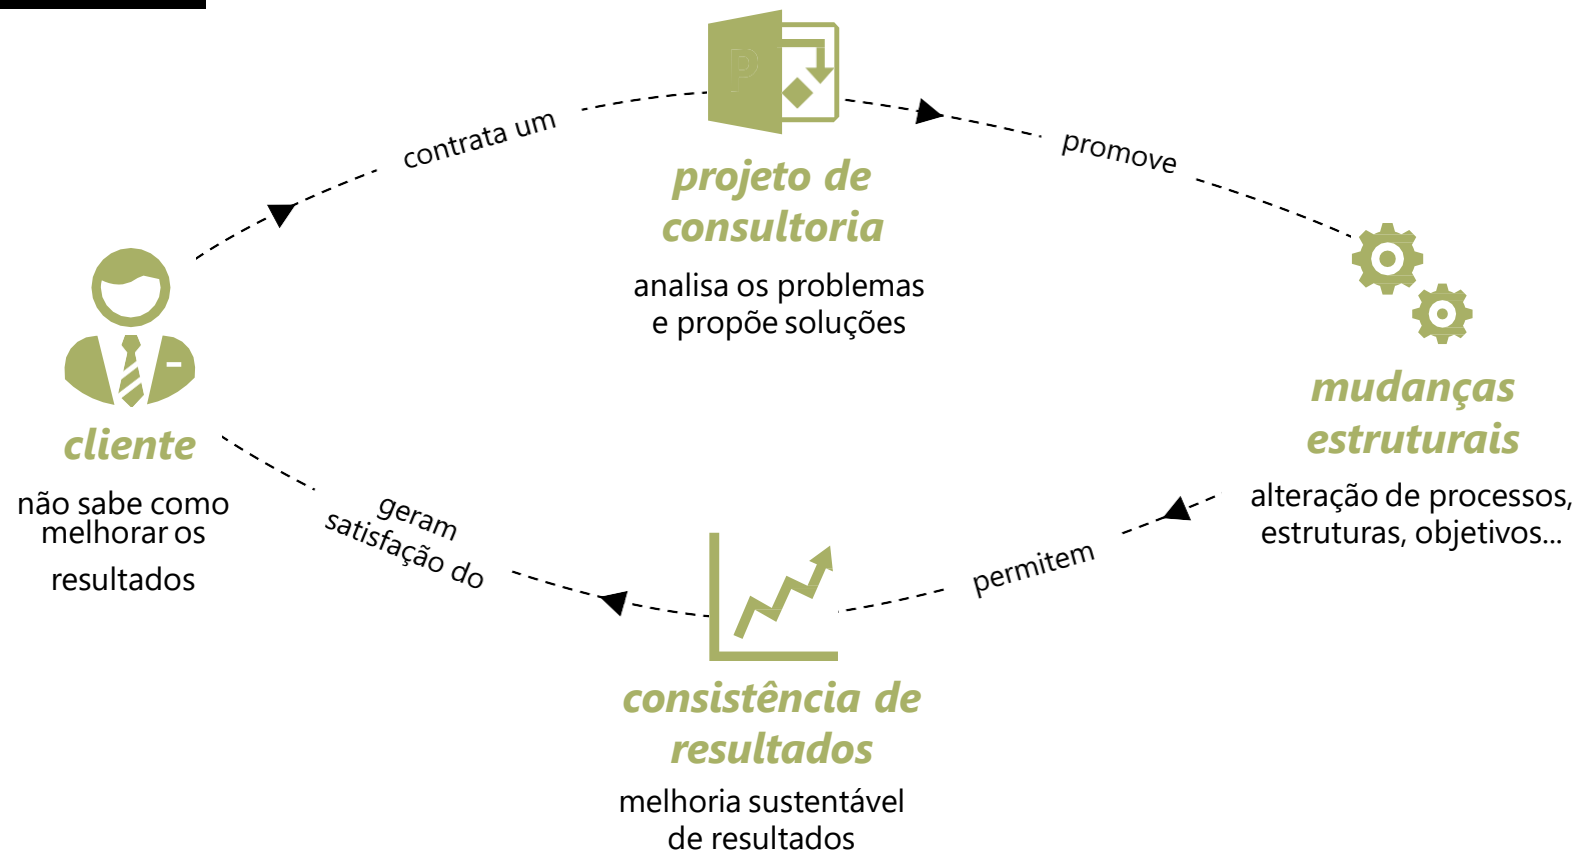 contrata um
P
projeto de
consultoria
analisa os problemas
e propõe soluções
promove
mudanças
estruturais
alteração de processos,
estruturas, objetivos...
permitem
consistência de
resultados
melhoria sustentável
de resultados
geram
satisfação do
cliente
não sabe como
melhorar os
resultados